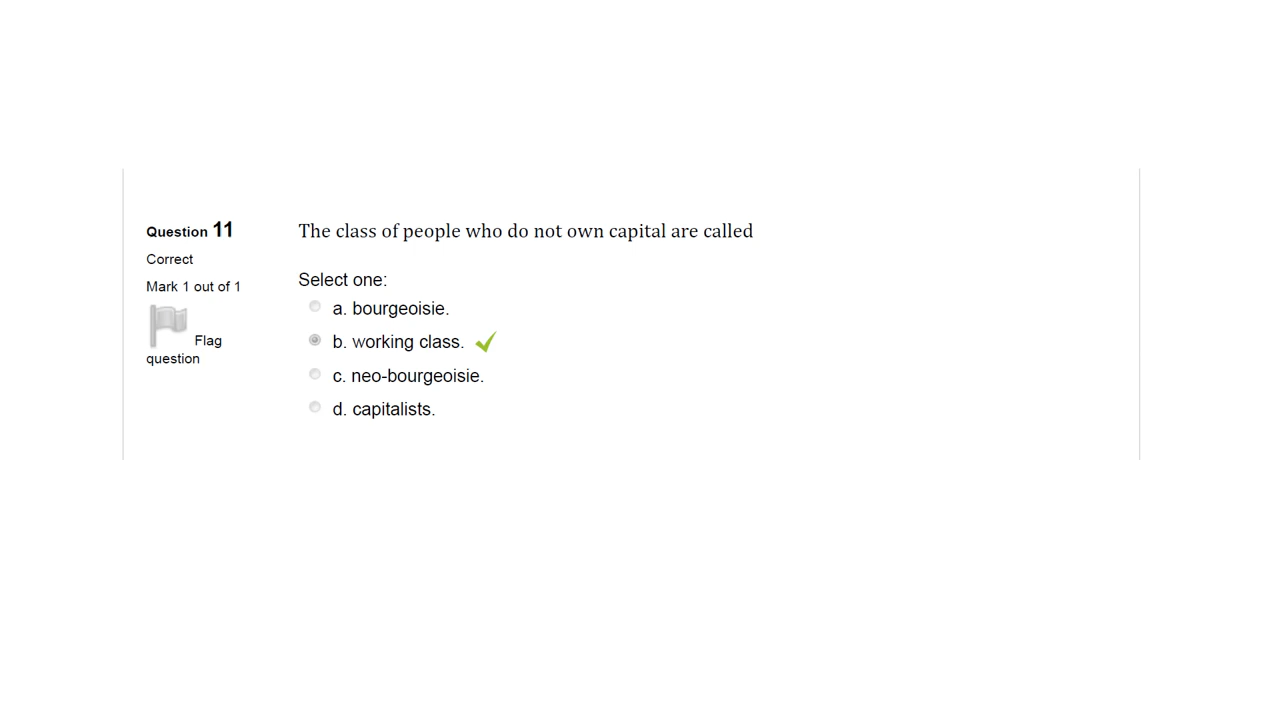 Question 11
Correct
Mark 1 out of 1
Flag
question
The class of people who do not own capital are called
Select one:
a. bourgeoisie.
b. working class.
c. neo-bourgeoisie.
d. capitalists.